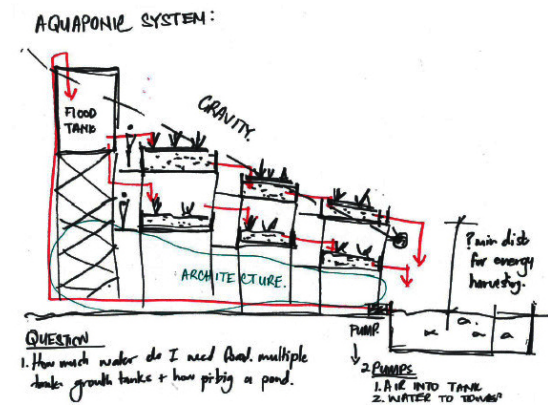 AQUAPONIC SYSTEM:
FLOOD
TANK
GRAVITY.
ARCHITECTURE.
? min dist
for energy
harvesting.
PUMP.
QUESTION
1. How much water do I need multiple
growth tanks + how big a pond.
2 PUMPS
1. AIR INTO TANK
2. WATER TO TOWER